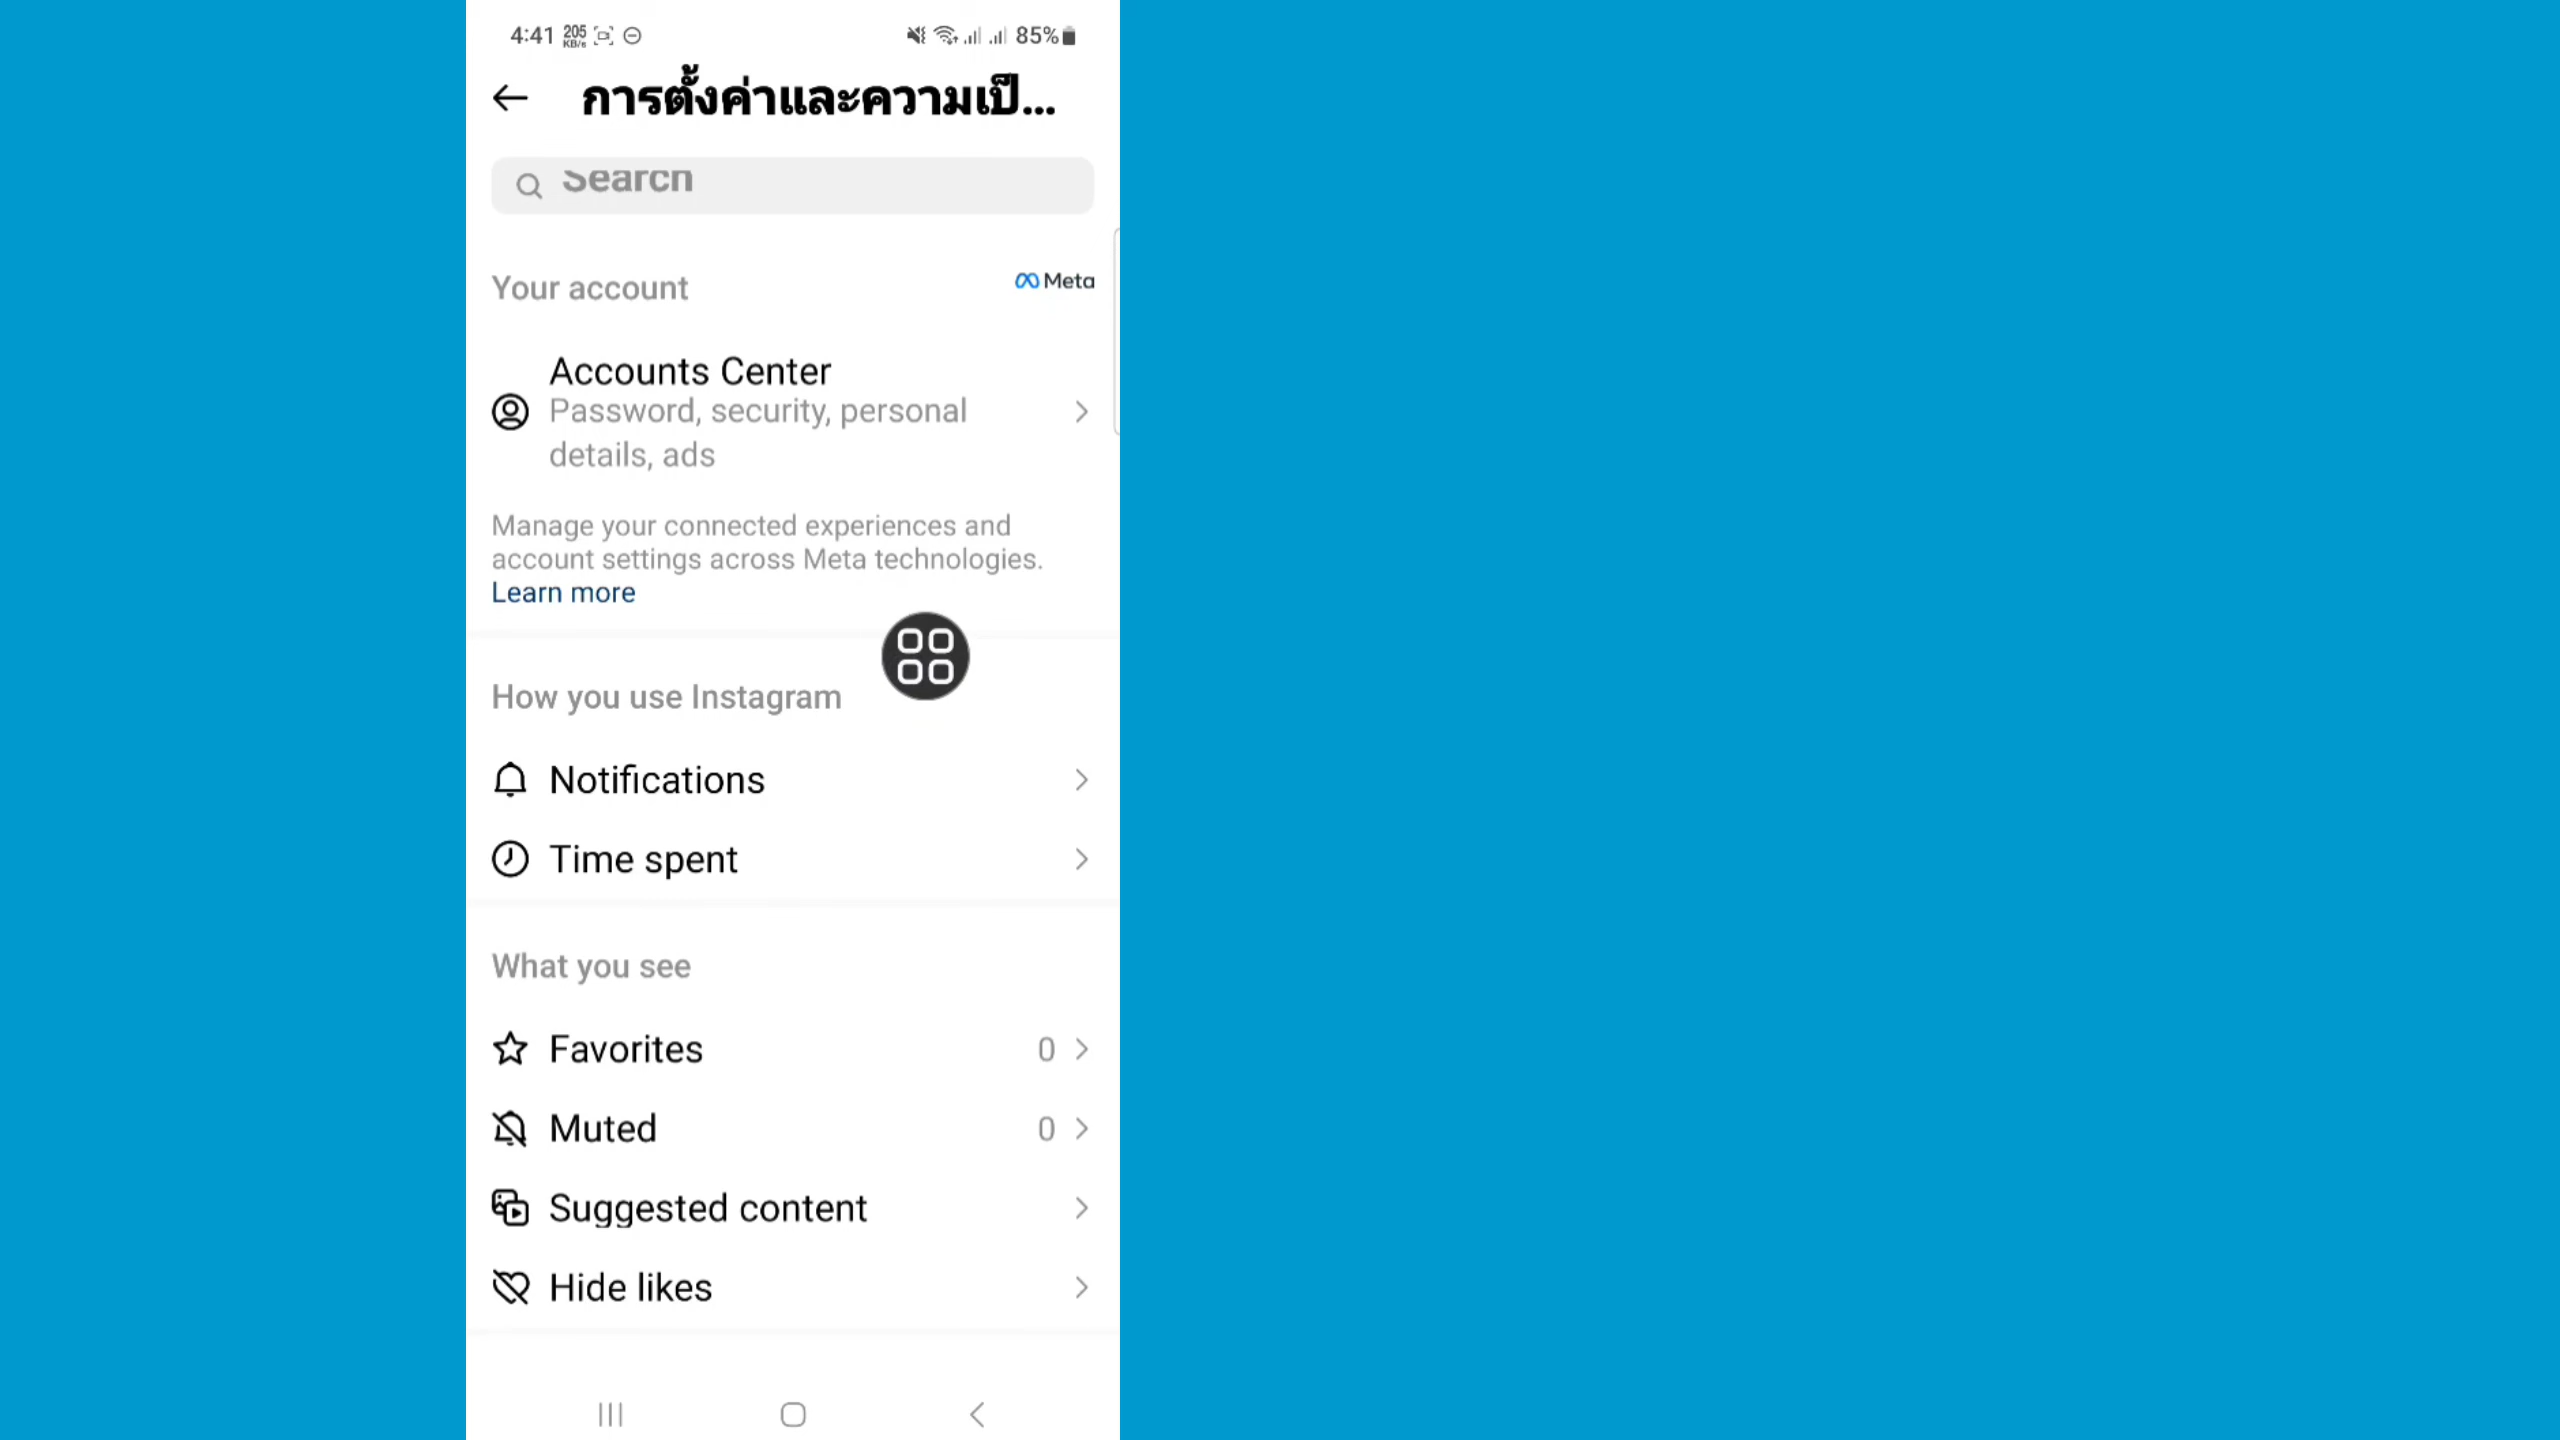 4:41 205 KB/s 85%
การตั้งค่าและความเป็...
Search
Your account
Meta
Accounts Center
Password, security, personal
details, ads
Manage your connected experiences and
account settings across Meta technologies.
Learn more
How you use Instagram
Notifications
Time spent
What you see
Favorites 0
Muted 0
Suggested content
Hide likes